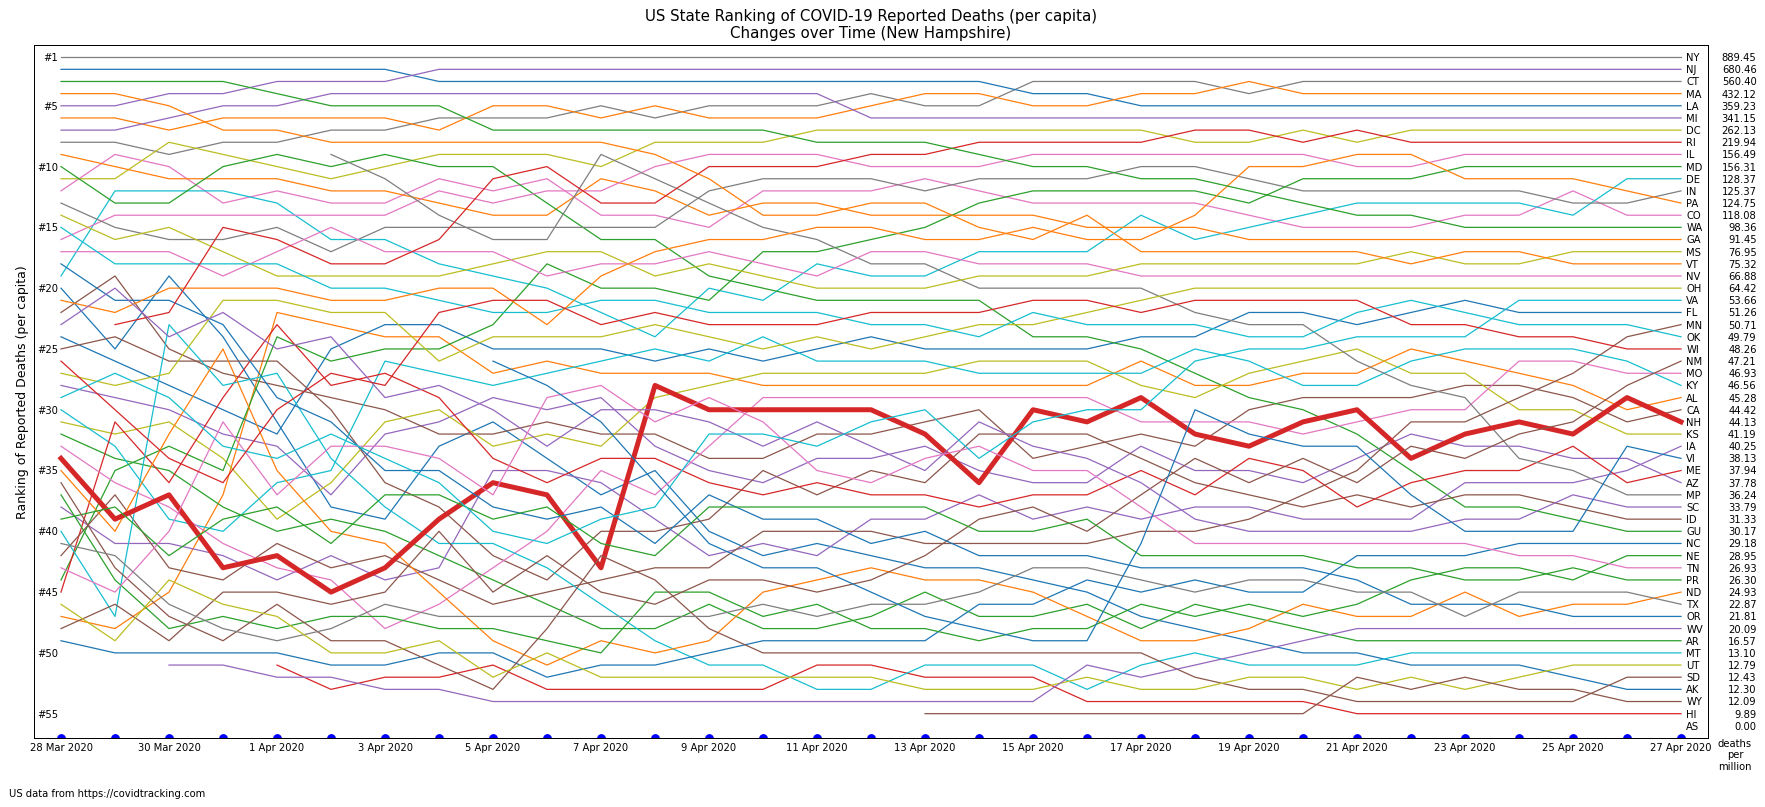 US State Ranking of COVID-19 Reported Deaths (per capita)
Changes over Time (New Hampshire)
Ranking of Reported Deaths (per capita)
#1
#5
#10
#15
#20
#25
#30
#35
#40
#45
#50
#55
NY 889.45
NJ 680.46
CT 560.40
MA 432.12
LA 359.23
MI 341.15
DC 262.13
RI 219.94
IL 156.49
MD 156.31
DE 128.37
IN 125.37
PA 124.75
CO 118.08
WA 98.36
GA 91.45
MS 76.95
VT 75.32
NV 66.88
OH 64.42
VA 53.66
FL 51.26
MN 50.71
OK 49.79
WI 48.26
NM 47.21
MO 46.93
KY 46.56
AL 45.28
CA 44.42
NH 44.13
KS 41.19
IA 40.25
VI 38.13
ME 37.94
AZ 37.78
MP 36.24
SC 33.79
ID 31.33
GU 30.17
NC 29.18
NE 28.95
TN 26.93
PR 26.30
ND 24.93
TX 22.87
OR 21.81
WV 20.09
AR 16.57
MT 13.10
UT 12.79
SD 12.43
AK 12.30
WY 12.09
HI 9.89
AS 0.00
28 Mar 2020 30 Mar 2020 1 Apr 2020 3 Apr 2020 5 Apr 2020 7 Apr 2020 9 Apr 2020 11 Apr 2020 13 Apr 2020 15 Apr 2020 17 Apr 2020 19 Apr 2020 21 Apr 2020 23 Apr 2020 25 Apr 2020 27 Apr 2020
deaths
per
million
US data from https://covidtracking.com